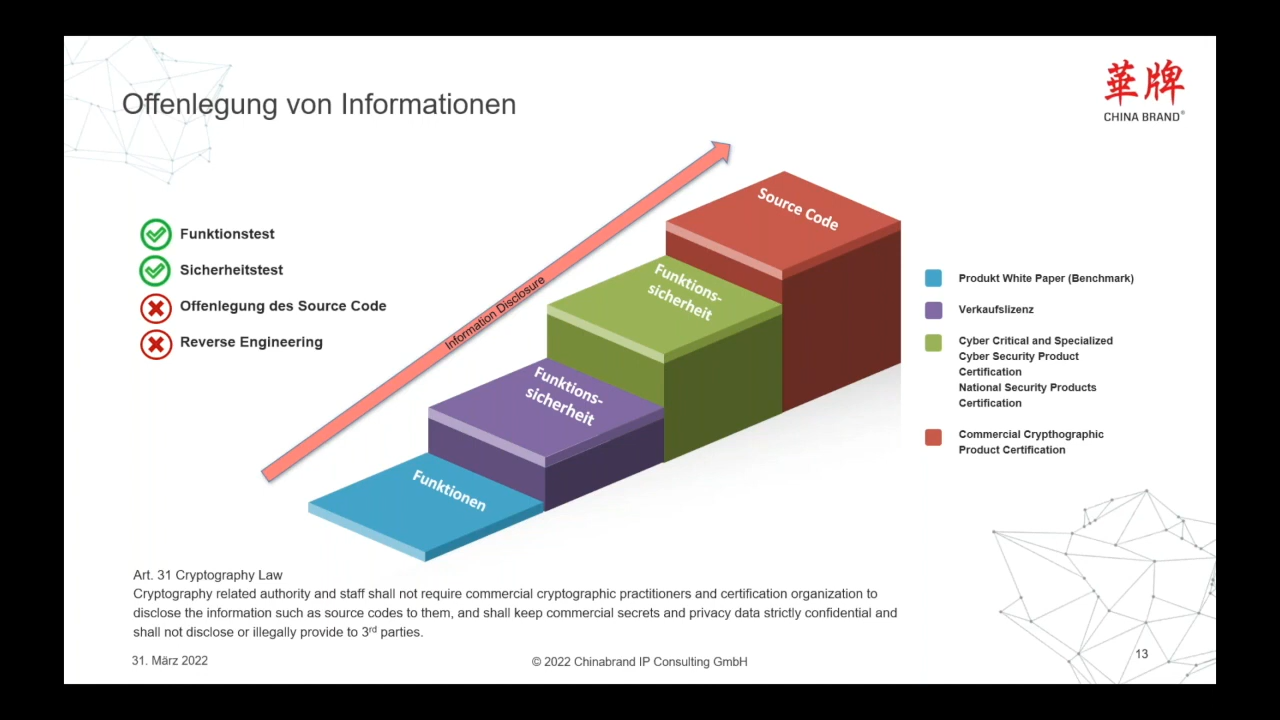 Offenlegung von Informationen
華牌
CHINA BRAND®
Funktionstest
Sicherheitstest
Offenlegung des Source Code
Reverse Engineering
Information Disclosure
Source Code
Funktions-
sicherheit
Funktions-
sicherheit
Funktionen
Produkt White Paper (Benchmark)
Verkaufslizenz
Cyber Critical and Specialized
Cyber Security Product
Certification
National Security Products
Certification
Commercial Crypthographic
Product Certification
Art. 31 Cryptography Law
Cryptography related authority and staff shall not require commercial cryptographic practitioners and certification organization to
disclose the information such as source codes to them, and shall keep commercial secrets and privacy data strictly confidential and
shall not disclose or illegally provide to 3rd parties.
31. März 2022
© 2022 Chinabrand IP Consulting GmbH
13